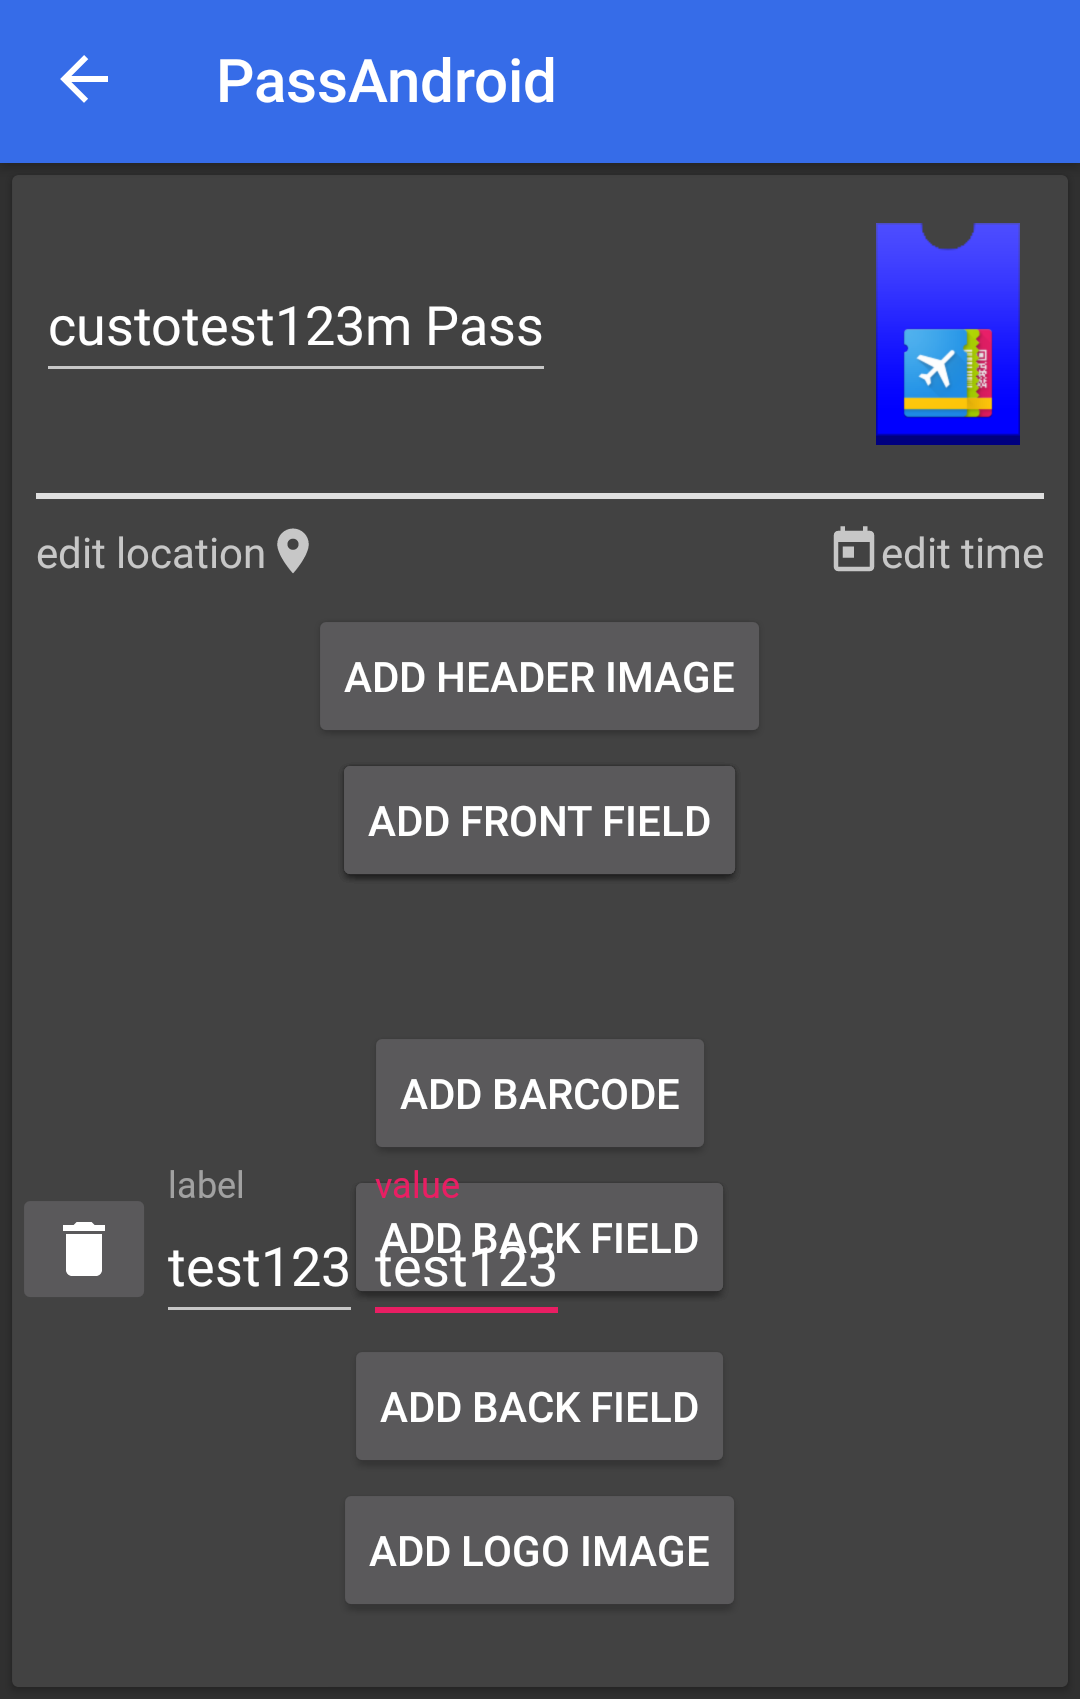 PassAndroid
custotest123m Pass
edit location
edit time
ADD HEADER IMAGE
ADD FRONT FIELD
ADD BARCODE
label
value
ADD BACK FIELD
test123
test123
ADD BACK FIELD
ADD LOGO IMAGE